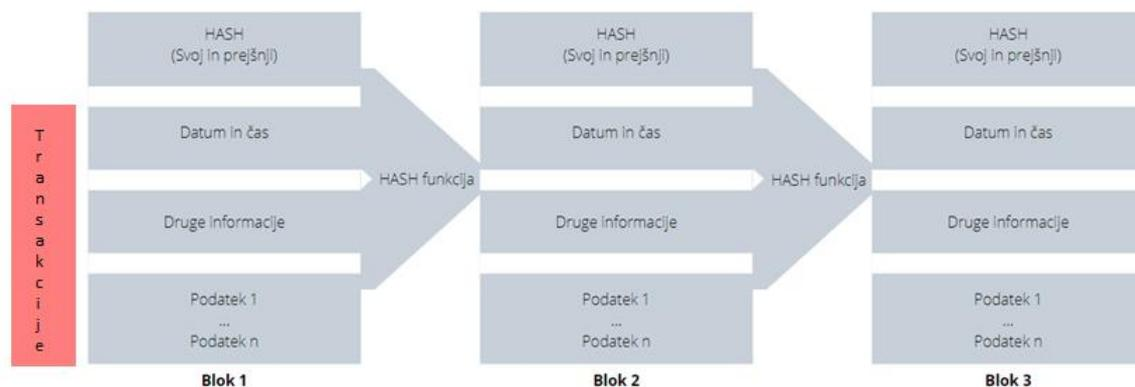 Transakcije
HASH
(Svoj in prejšnji)
Datum in čas
Druge informacije
Podatek 1
...
Podatek n
Blok 1
HASH funkcija
HASH
(Svoj in prejšnji)
Datum in čas
Druge informacije
Podatek 1
...
Podatek n
Blok 2
HASH funkcija
HASH
(Svoj in prejšnji)
Datum in čas
Druge informacije
Podatek 1
...
Podatek n
Blok 3